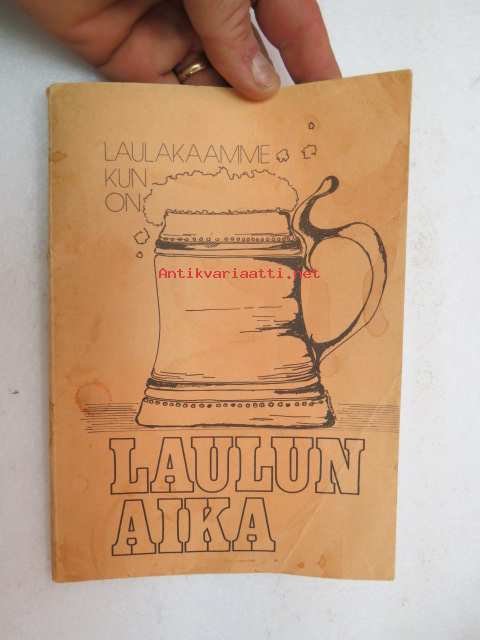 LAULAKAAMME
KUN
ON
Antikvariaatti.net
LAULUN
AIKA